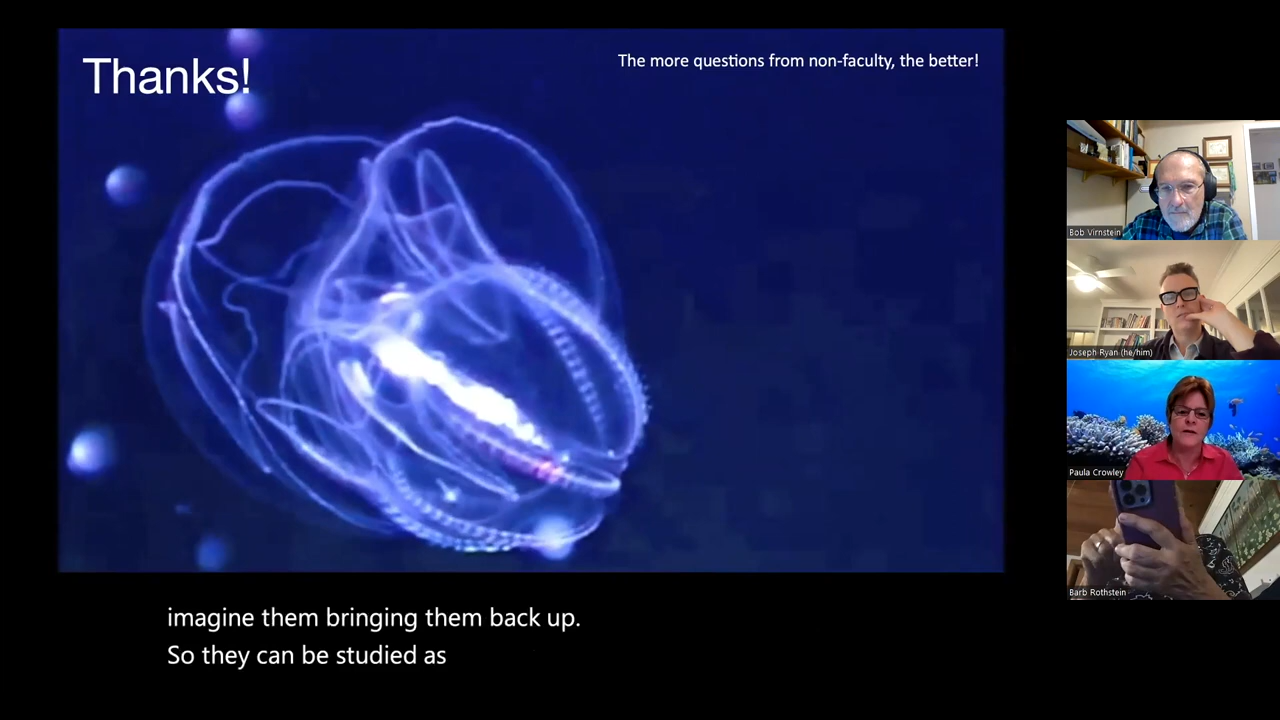 Thanks!
The more questions from non-faculty, the better!
Bob Virnstein
Joseph Ryan (he/him)
Paula Crowley
Barb Rothstein
imagine them bringing them back up.
So they can be studied as